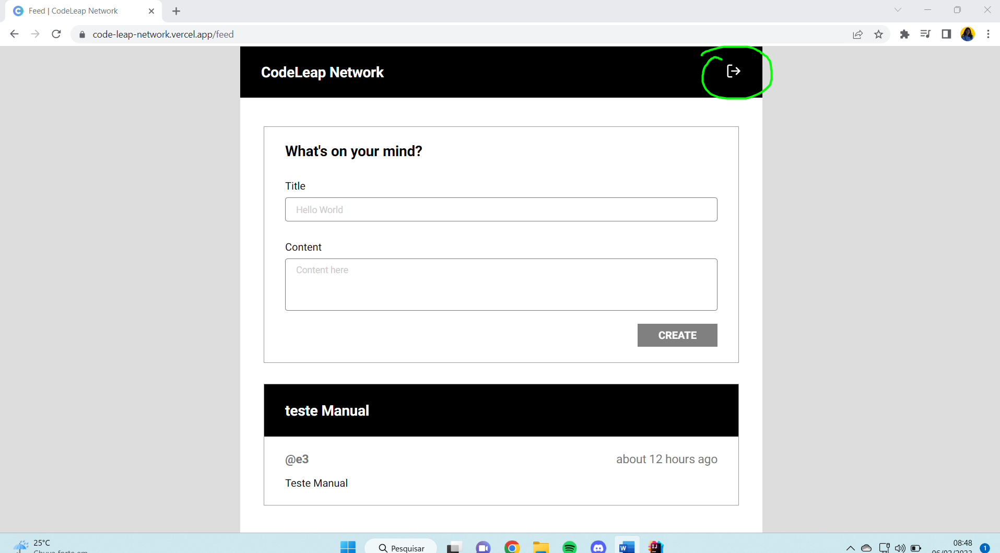 Feed | CodeLeap Network
code-leap-network.vercel.app/feed
CodeLeap Network
What's on your mind?
Title
Hello World
Content
Content here
CREATE
teste Manual
@e3
about 12 hours ago
Teste Manual
25°C
Chuva forte em
Pesquisar
W
IJ
08:48
1